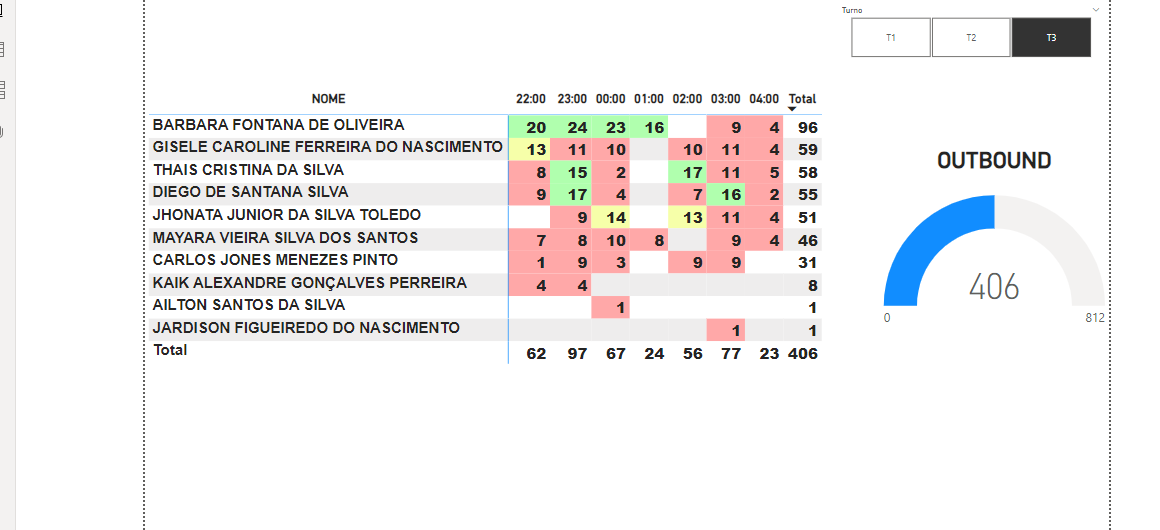 Turno
T1 T2 T3
NOME 22:00 23:00 00:00 01:00 02:00 03:00 04:00 Total
BARBARA FONTANA DE OLIVEIRA 20 24 23 16 9 4 96
GISELE CAROLINE FERREIRA DO NASCIMENTO 13 11 10 10 11 4 59
THAIS CRISTINA DA SILVA 8 15 2 17 11 5 58
DIEGO DE SANTANA SILVA 9 17 4 7 16 2 55
JHONATA JUNIOR DA SILVA TOLEDO 9 14 13 11 4 51
MAYARA VIEIRA SILVA DOS SANTOS 7 8 10 8 9 4 46
CARLOS JONES MENEZES PINTO 1 9 3 9 9 31
KAIK ALEXANDRE GONÇALVES PERREIRA 4 4 8
AILTON SANTOS DA SILVA 1 1
JARDISON FIGUEIREDO DO NASCIMENTO 1 1
Total 62 97 67 24 56 77 23 406
OUTBOUND
406
0 812